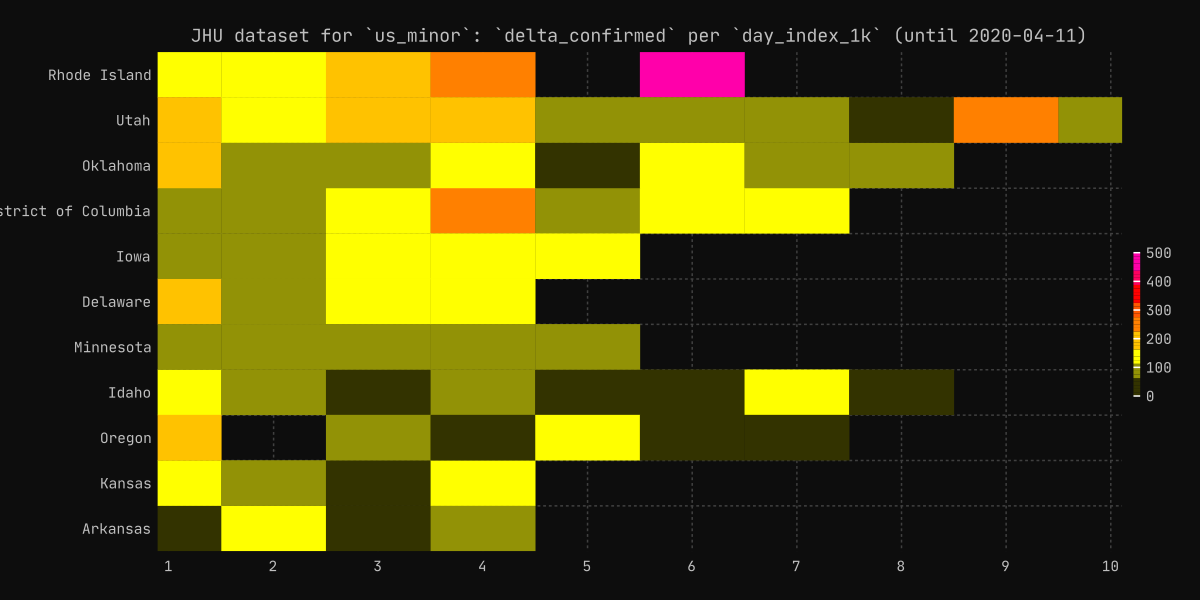 JHU dataset for `us_minor`: `delta_confirmed` per `day_index_1k` (until 2020-04-11)
Rhode Island
Utah
Oklahoma
strict of Columbia
Iowa
Delaware
Minnesota
Idaho
Oregon
Kansas
Arkansas
1 2 3 4 5 6 7 8 9 10
500
400
300
200
100
0